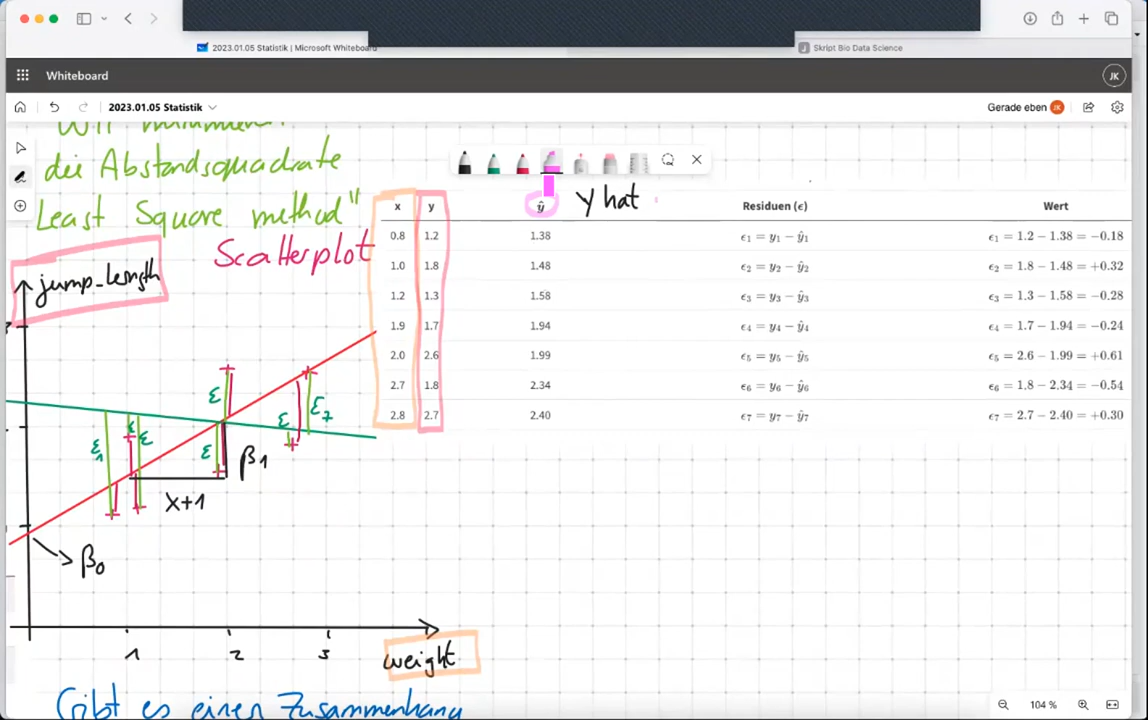 2023.01.05 Statistik | Microsoft Whiteboard
Skript Bio Data Science
Whiteboard
JK
2023.01.05 Statistik
Gerade eben
JK
die Abstandsquadrate
Least Square method"
Scatterplot
jump_length
y hat
x y ŷ Residuen (ϵ) Wert
0.8 1.2 1.38 ϵ₁ = y₁ − ŷ₁ ϵ₁ = 1.2 − 1.38 = −0.18
1.0 1.8 1.48 ϵ₂ = y₂ − ŷ₂ ϵ₂ = 1.8 − 1.48 = +0.32
1.2 1.3 1.58 ϵ₃ = y₃ − ŷ₃ ϵ₃ = 1.3 − 1.58 = −0.28
1.9 1.7 1.94 ϵ₄ = y₄ − ŷ₄ ϵ₄ = 1.7 − 1.94 = −0.24
2.0 2.6 1.99 ϵ₅ = y₅ − ŷ₅ ϵ₅ = 2.6 − 1.99 = +0.61
2.7 1.8 2.34 ϵ₆ = y₆ − ŷ₆ ϵ₆ = 1.8 − 2.34 = −0.54
2.8 2.7 2.40 ϵ₇ = y₇ − ŷ₇ ϵ₇ = 2.7 − 2.40 = +0.30
ε ε ε₇
ε₁ ε ε ε
β₁
x+1
β₀
1 2 3
weight
Gibt es einen Zusammenhang
104 %